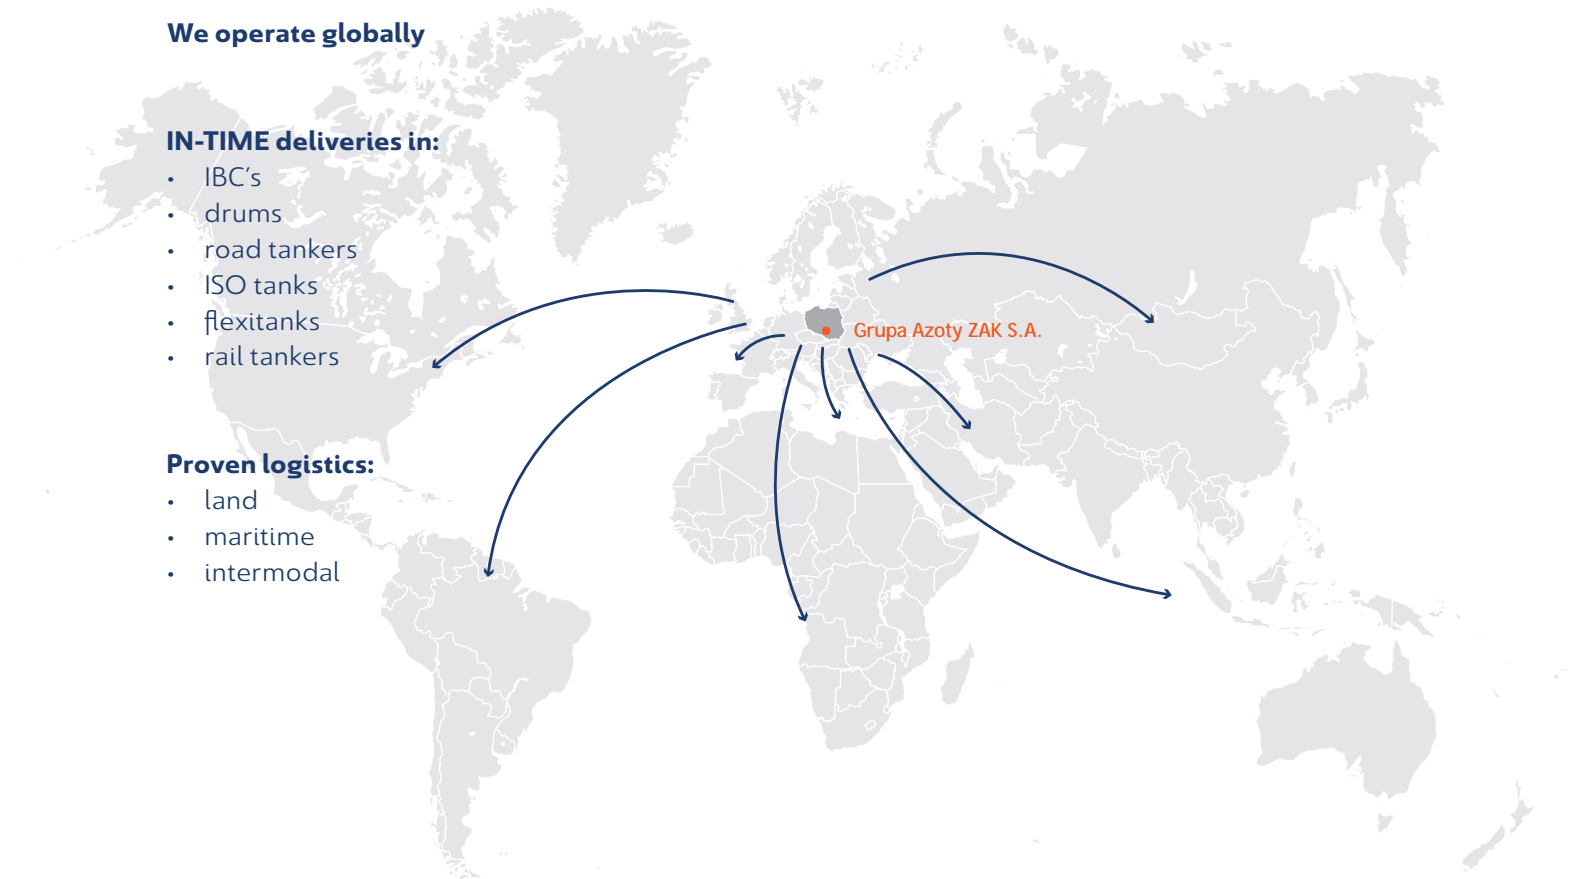 We operate globally
IN-TIME deliveries in:
• IBC’s
• drums
• road tankers
• ISO tanks
• flexitanks
• rail tankers
Grupa Azoty ZAK S.A.
Proven logistics:
• land
• maritime
• intermodal